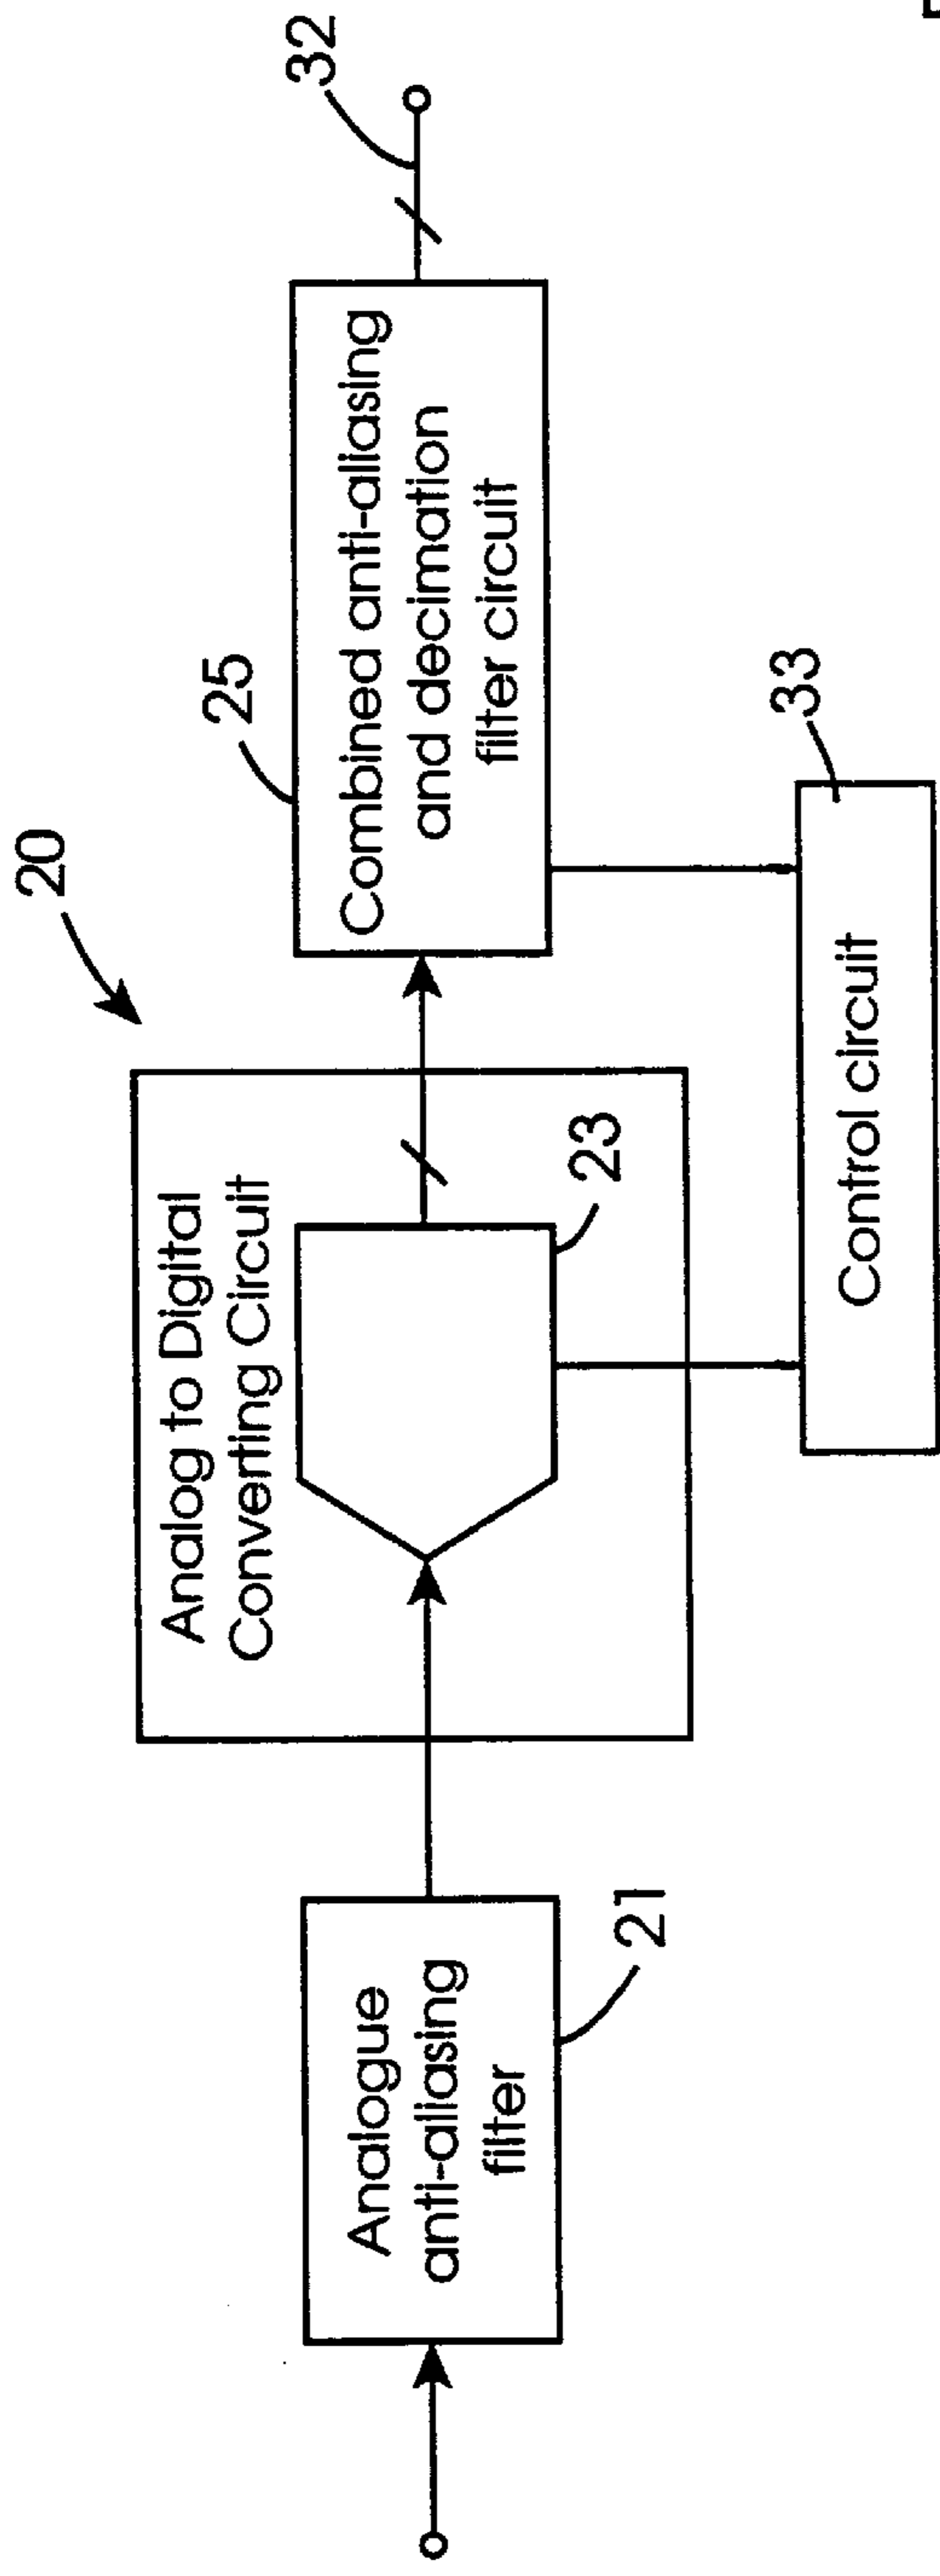 20
Analogue
anti-aliasing
filter
21
Analog to Digital
Converting Circuit
23
25
Combined anti-aliasing
and decimation
filter circuit
32
Control circuit
33